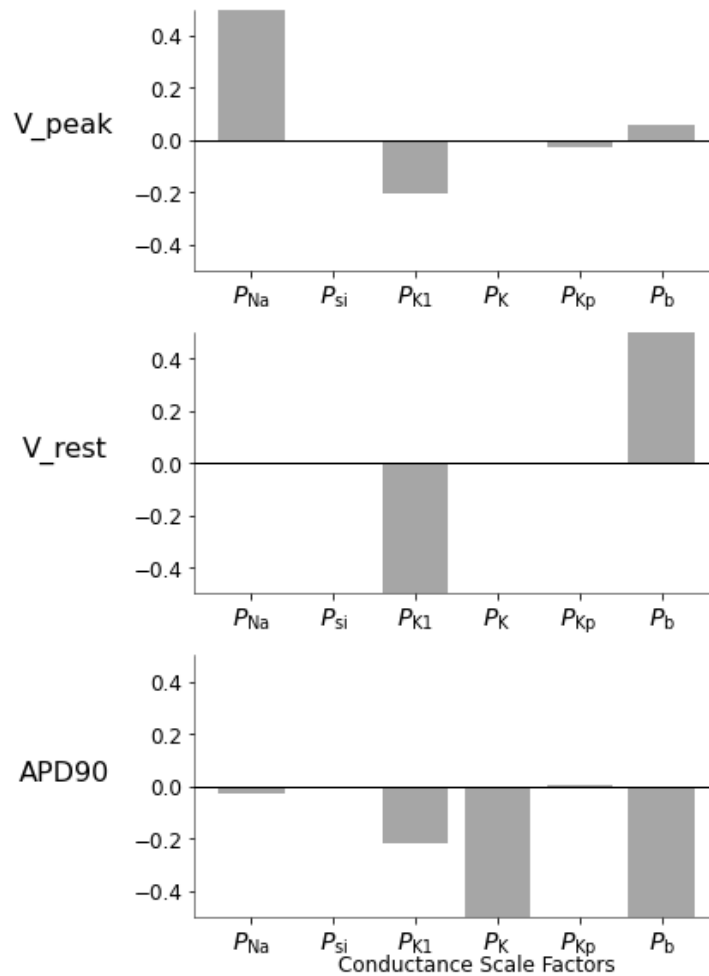 0.4
0.2
V_peak
0.0
−0.2
−0.4
P_Na P_si P_K1 P_K P_Kp P_b
0.4
0.2
V_rest
0.0
−0.2
−0.4
P_Na P_si P_K1 P_K P_Kp P_b
0.4
0.2
APD90
0.0
−0.2
−0.4
P_Na P_si P_K1 P_K P_Kp P_b
Conductance Scale Factors